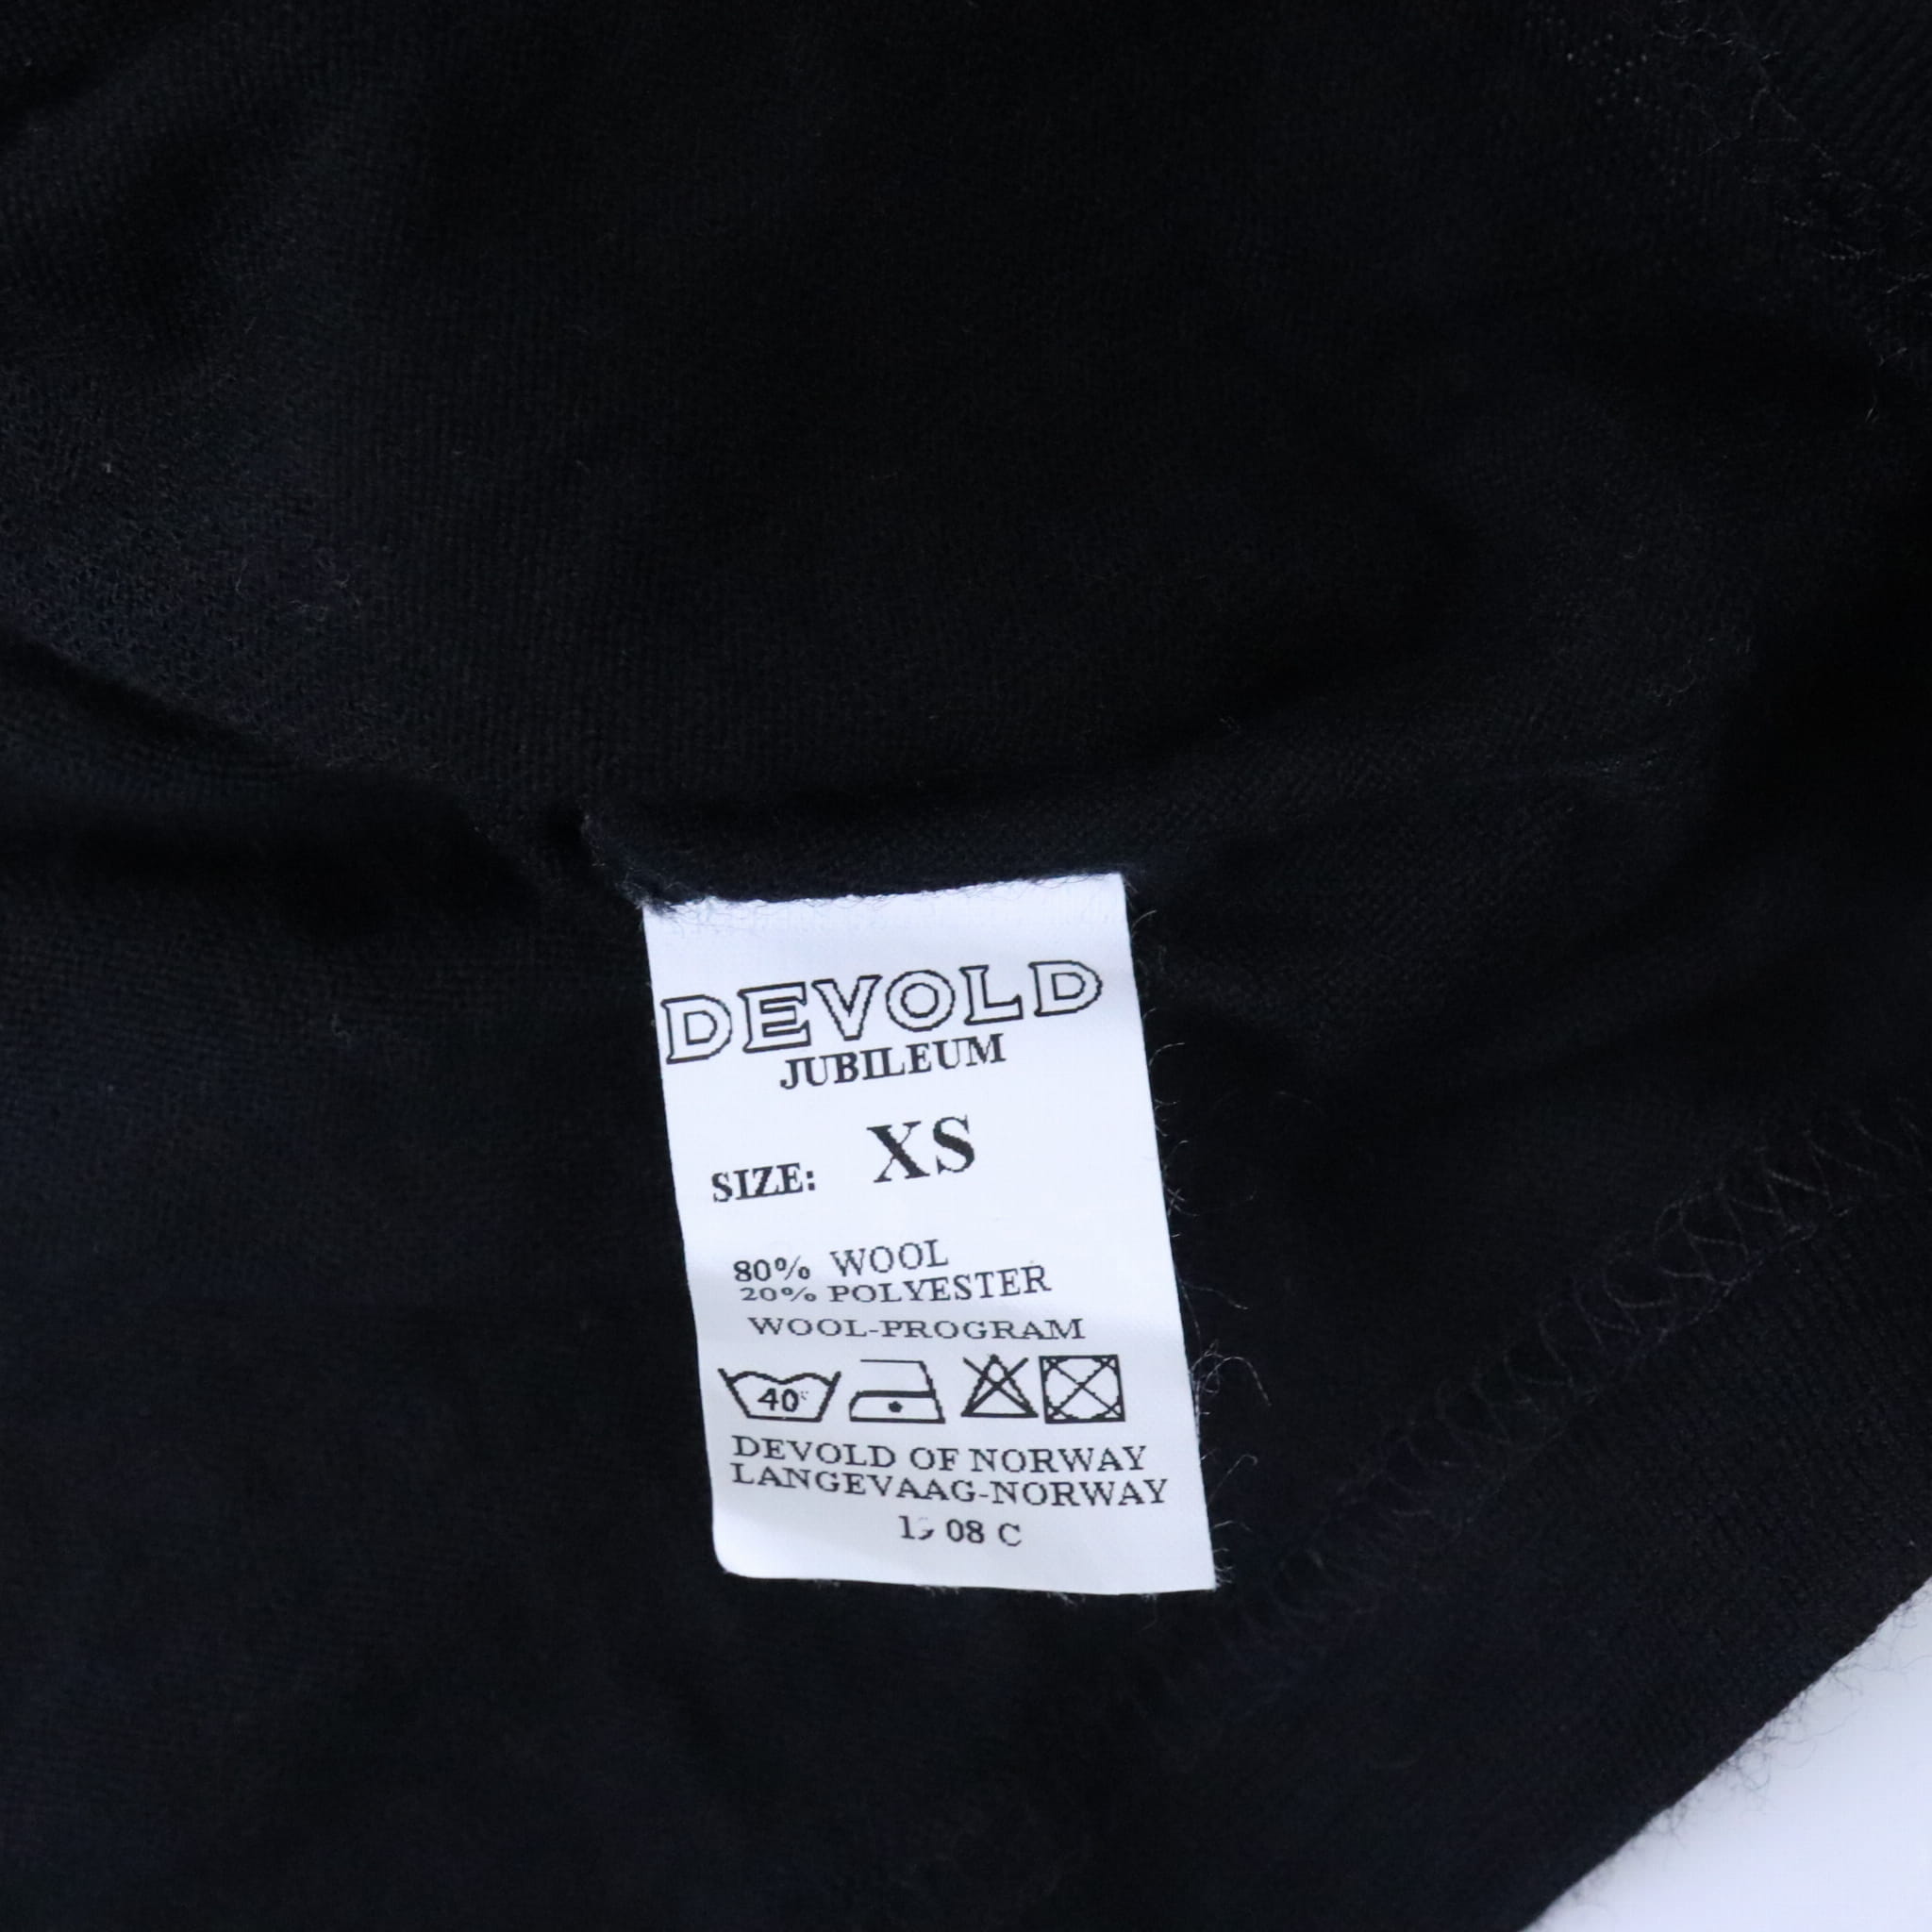 DEVOLD
JUBILEUM
SIZE: XS
80% WOOL
20% POLYESTER
WOOL-PROGRAM
40°
DEVOLD OF NORWAY
LANGEVAAG-NORWAY
08 C